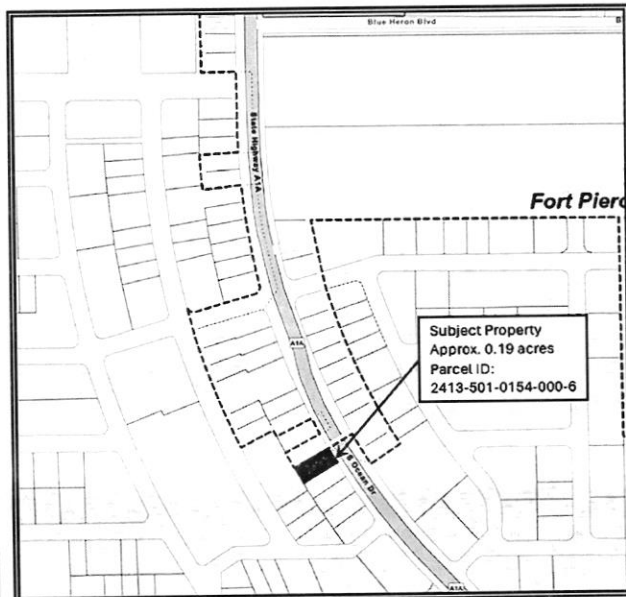 Blue Heron Blvd
State Highway A1A
Fort Pierc
Subject Property
Approx. 0.19 acres
Parcel ID:
2413-501-0154-000-6
A1A
S Ocean Dr
A1A